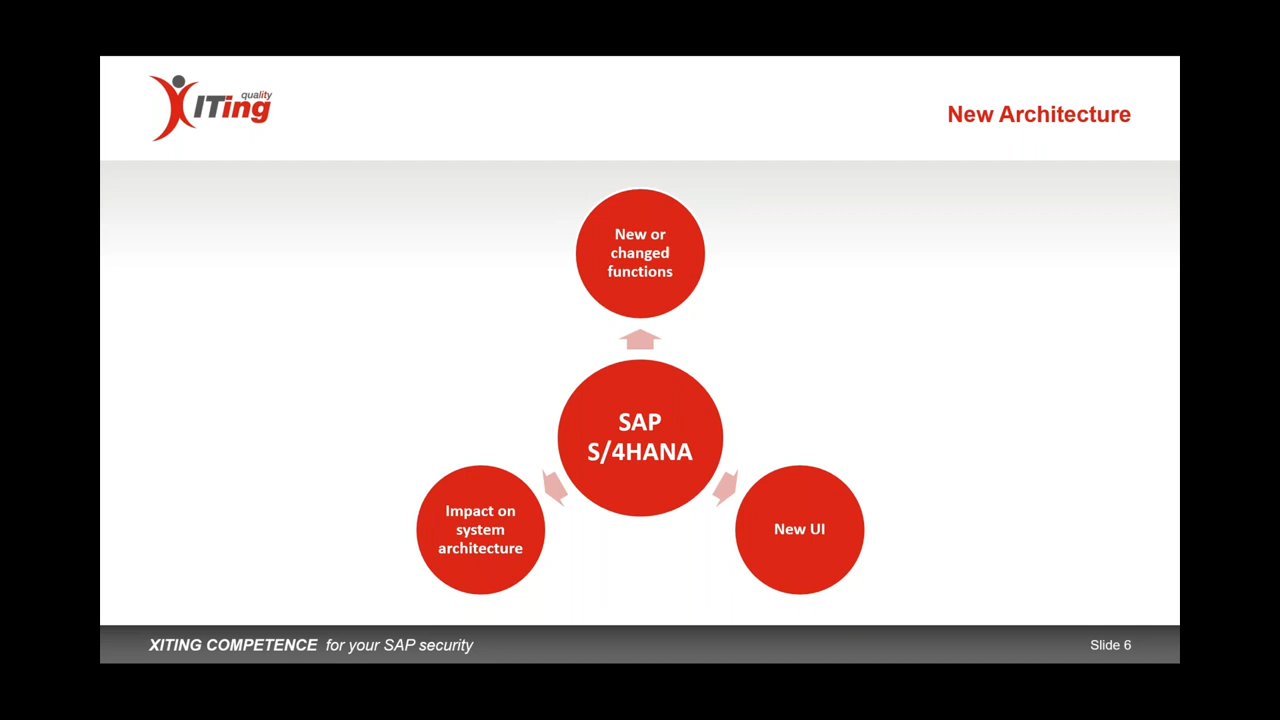 quality
XITing
New Architecture
New or
changed
functions
SAP
S/4HANA
Impact on
system
architecture
New UI
XITING COMPETENCE for your SAP security
Slide 6